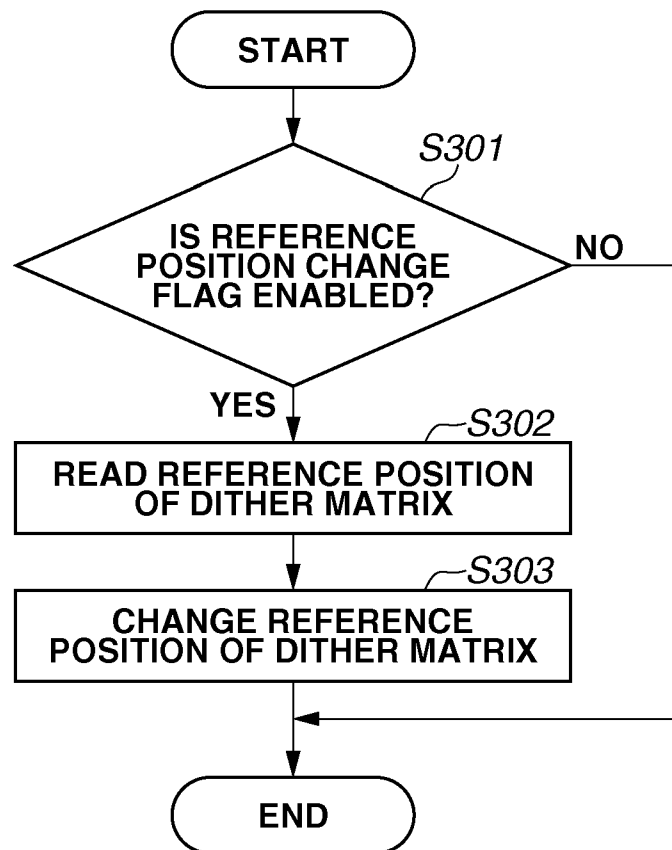 START
S301
IS REFERENCE
POSITION CHANGE
FLAG ENABLED?
NO
YES
S302
READ REFERENCE POSITION
OF DITHER MATRIX
S303
CHANGE REFERENCE
POSITION OF DITHER MATRIX
END